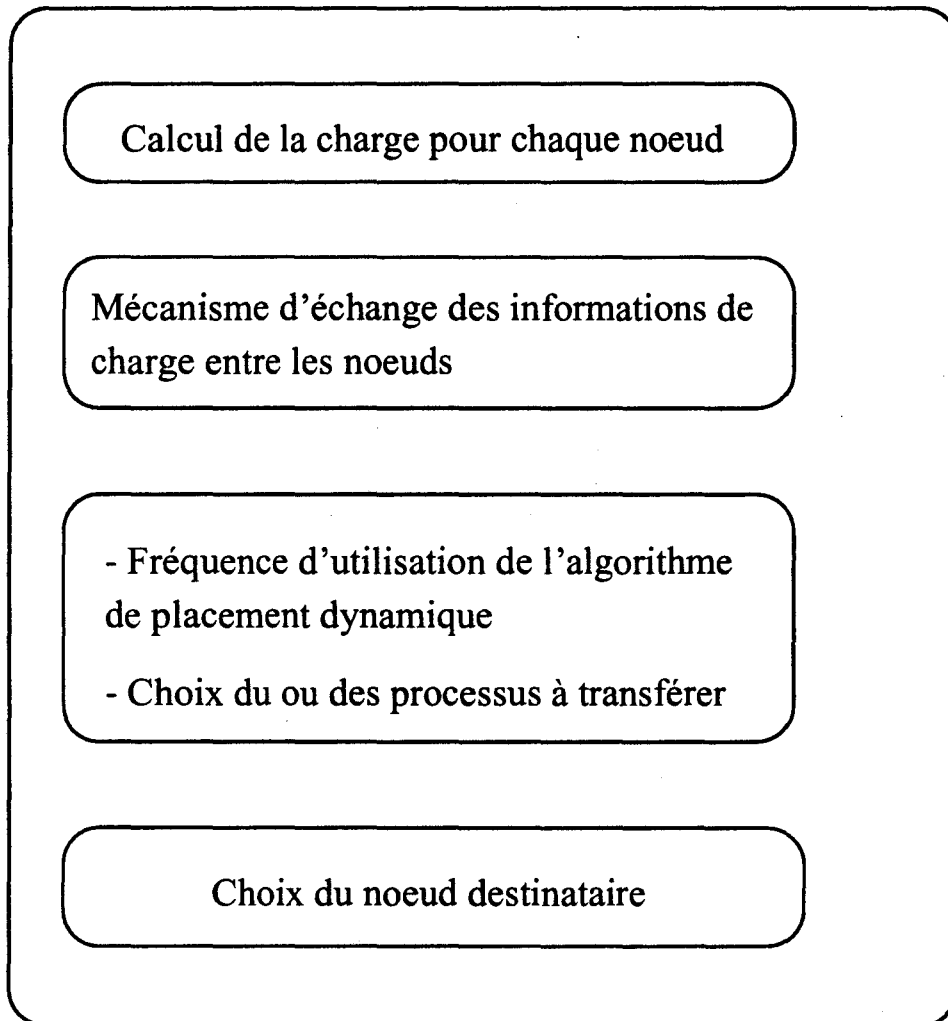 Calcul de la charge pour chaque noeud
Mécanisme d'échange des informations de
charge entre les noeuds
- Fréquence d'utilisation de l'algorithme
de placement dynamique
- Choix du ou des processus à transférer
Choix du noeud destinataire